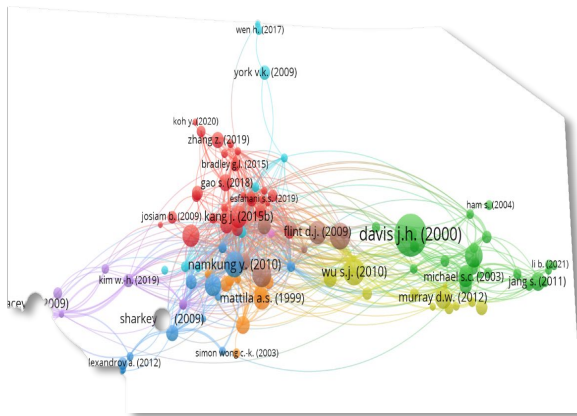 wen h. (2017)
york v.k. (2009)
koh y. (2020)
zhang z. (2019)
bradley g.l. (2015)
gao s. (2018)
esfahani s.s. (2019)
ham s. (2004)
josiam b. (2009)
kang j. (2015b)
flint d.j. (2009)
davis j.h. (2000)
namkung y. (2010)
li b. (2021)
kim w.-h. (2019)
wu s.j. (2010)
michael s.c. (2003)
jang s. (2011)
mattila a.s. (1999)
murray d.w. (2012)
acey (2009)
sharkey (2009)
simon wong c.-k. (2003)
lexandrov a. (2012)